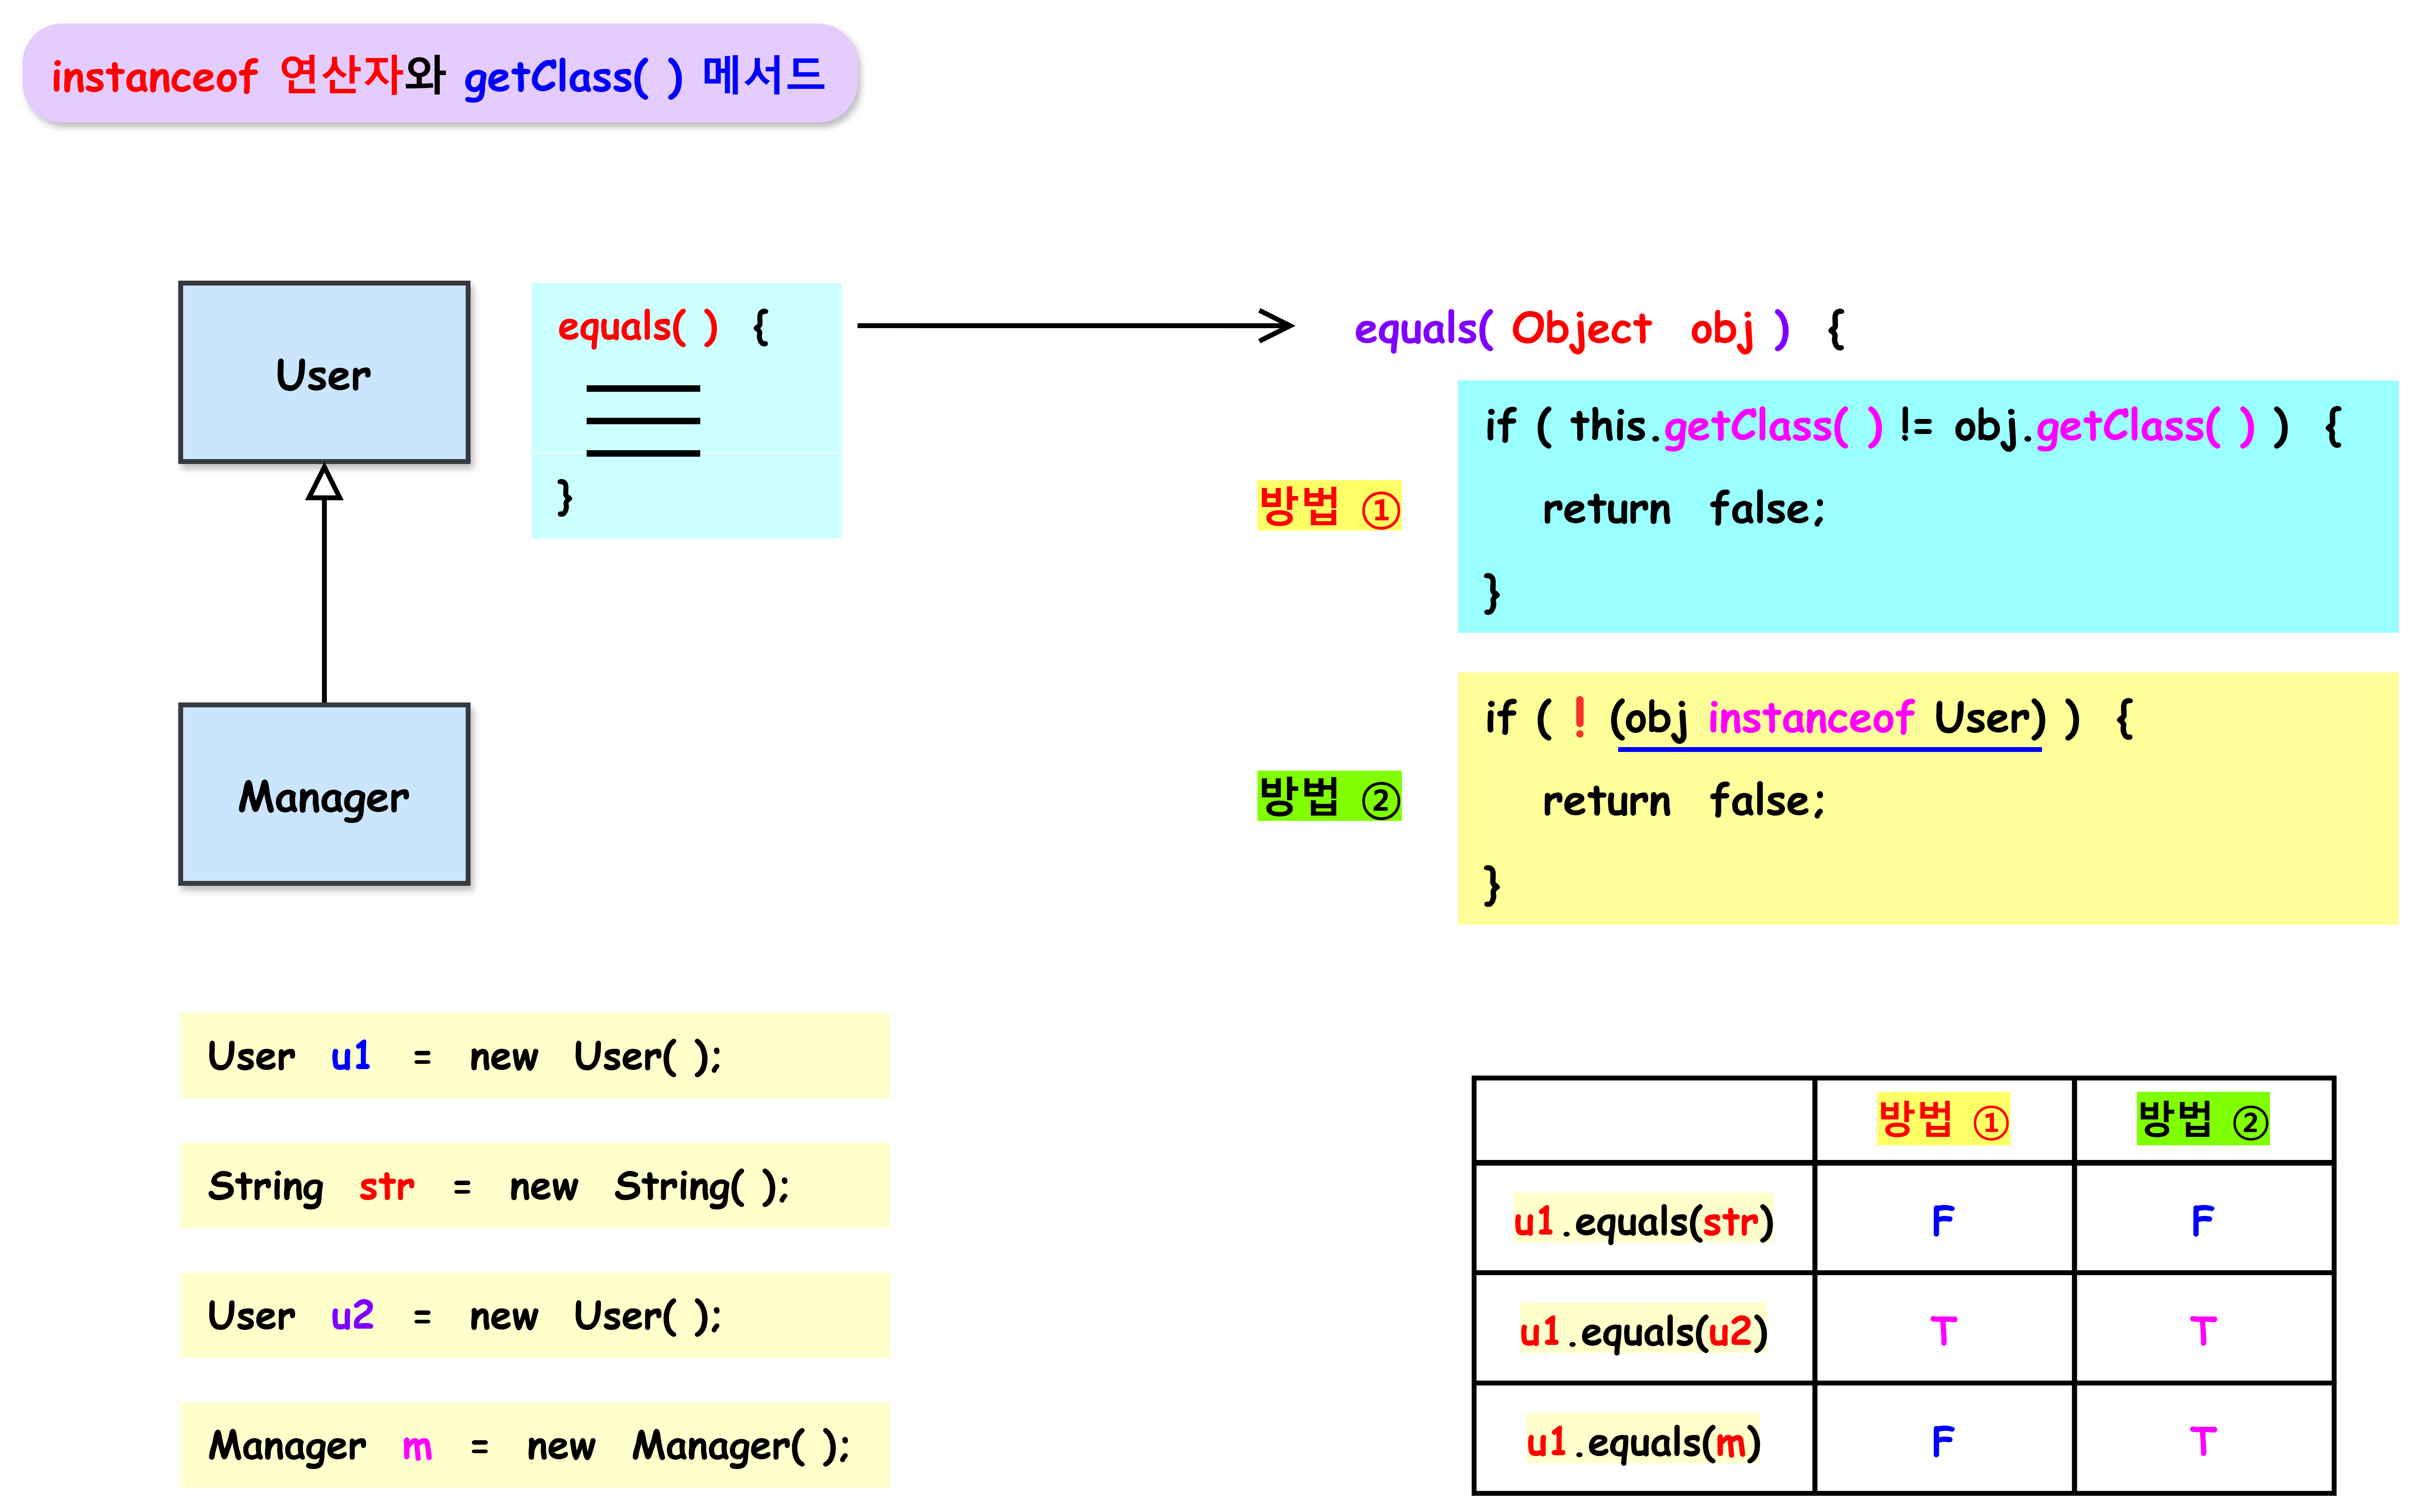 instanceof 연산자와 getClass( ) 메서드
User
equals( ) {
}
Manager
equals( Object obj ) {
방법 ①
if ( this.getClass( ) != obj.getClass( ) ) {
return false;
}
방법 ②
if ( ! (obj instanceof User) ) {
return false;
}
User u1 = new User( );
String str = new String( );
User u2 = new User( );
Manager m = new Manager( );
방법 ① 방법 ②
u1.equals(str) F F
u1.equals(u2) T T
u1.equals(m) F T